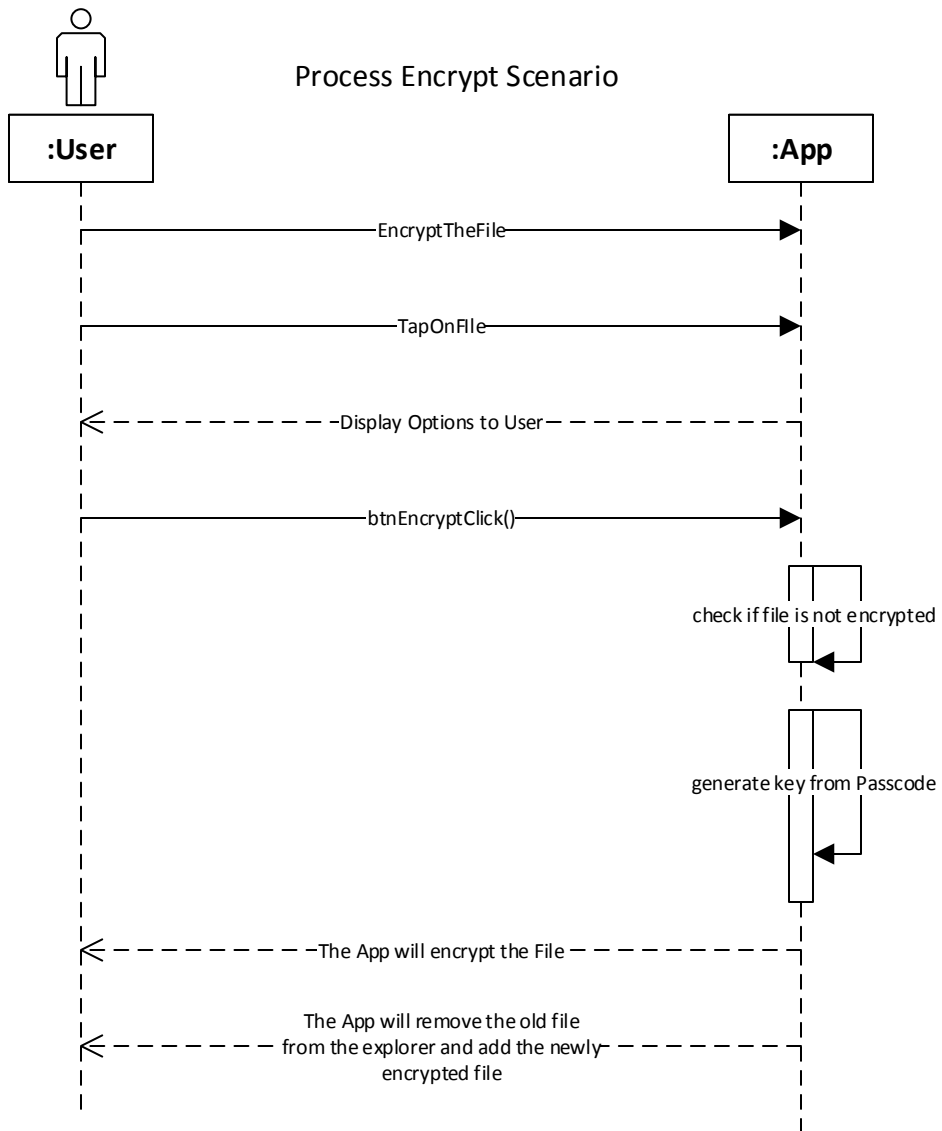 Process Encrypt Scenario
:User
:App
EncryptTheFile
TapOnFIle
Display Options to User
btnEncryptClick()
check if file is not encrypted
generate key from Passcode
The App will encrypt the File
The App will remove the old file
from the explorer and add the newly
encrypted file